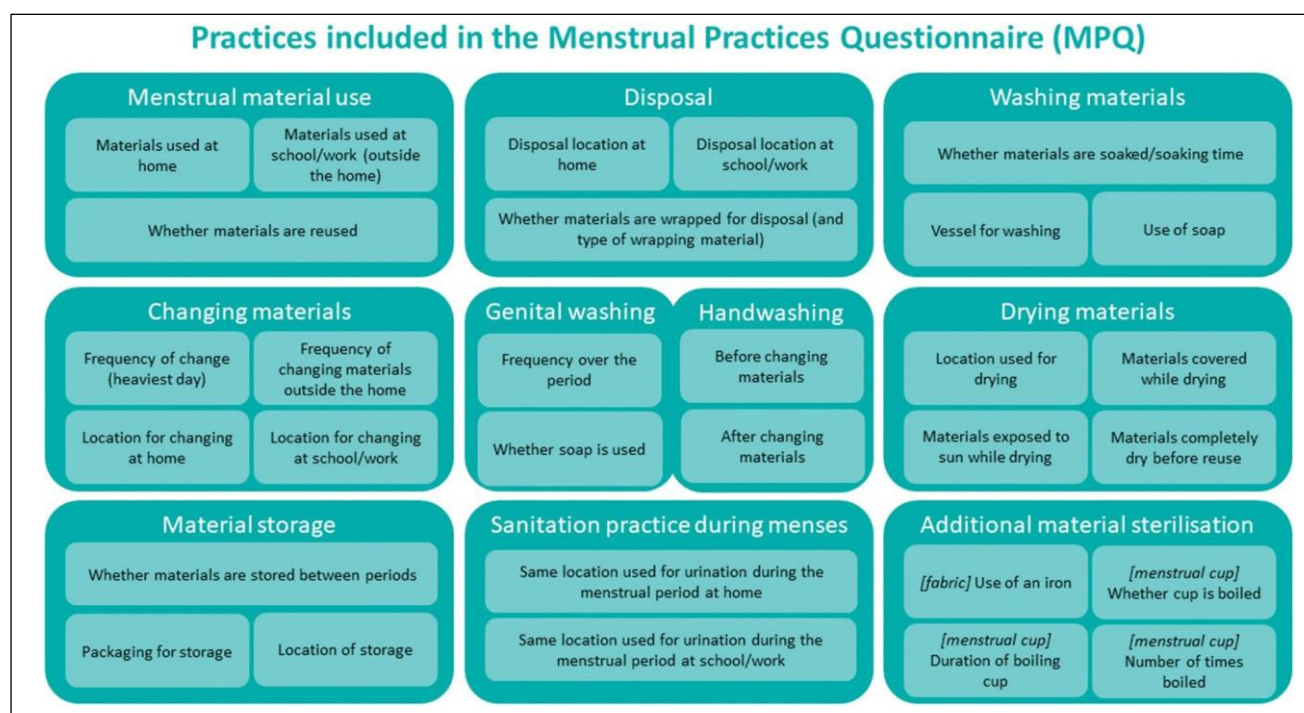 Practices included in the Menstrual Practices Questionnaire (MPQ)
Menstrual material use
Materials used at
home
Materials used at
school/work (outside
the home)
Whether materials are reused
Disposal
Disposal location at
home
Disposal location at
school/work
Whether materials are wrapped for disposal (and
type of wrapping material)
Washing materials
Whether materials are soaked/soaking time
Vessel for washing
Use of soap
Changing materials
Frequency of change
(heaviest day)
Frequency of
changing materials
outside the home
Location for changing
at home
Location for changing
at school/work
Genital washing
Frequency over the
period
Whether soap is used
Handwashing
Before changing
materials
After changing
materials
Drying materials
Location used for
drying
Materials covered
while drying
Materials exposed to
sun while drying
Materials completely
dry before reuse
Material storage
Whether materials are stored between periods
Packaging for storage
Location of storage
Sanitation practice during menses
Same location used for urination during the
menstrual period at home
Same location used for urination during the
menstrual period at school/work
Additional material sterilisation
[fabric] Use of an iron
[menstrual cup]
Whether cup is boiled
[menstrual cup]
Duration of boiling
cup
[menstrual cup]
Number of times
boiled